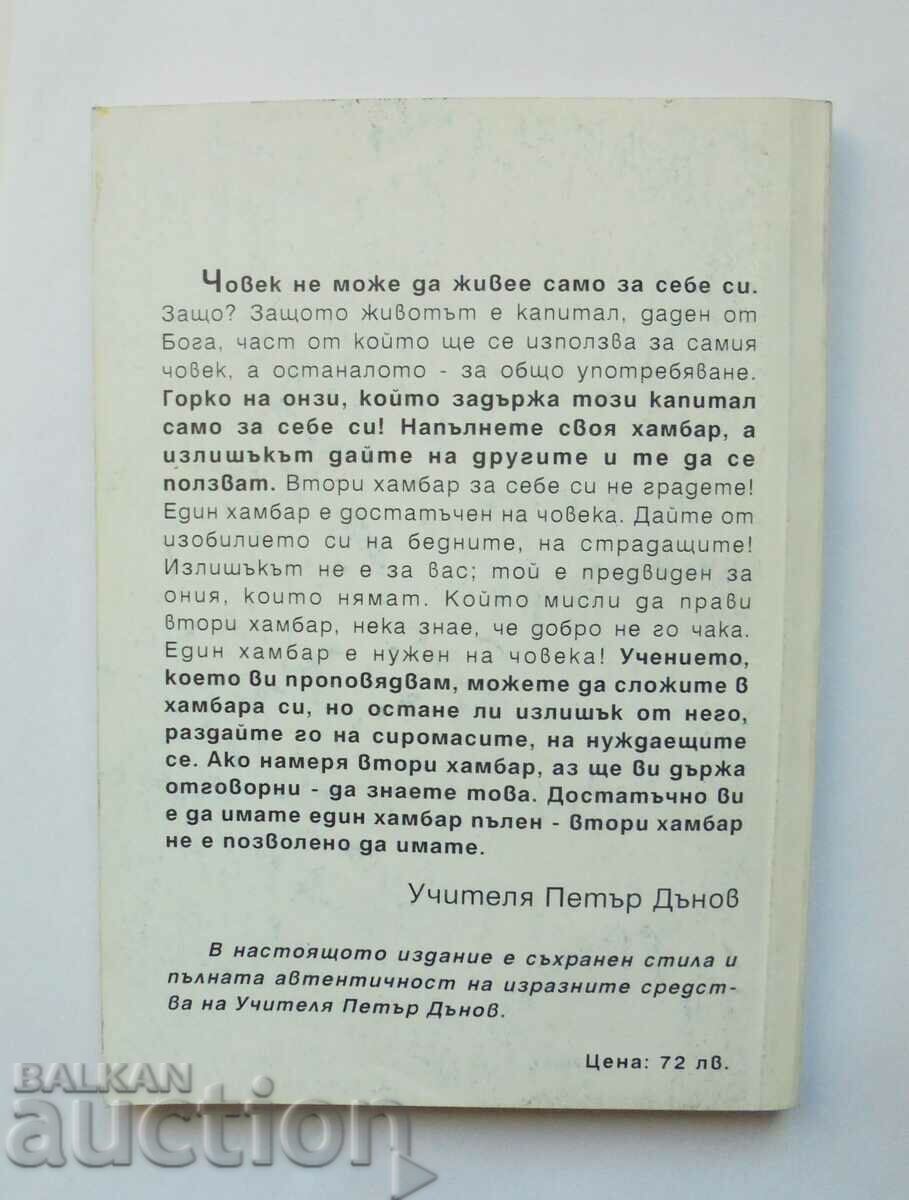 Човек не може да живее само за себе си.
Защо? Защото животът е капитал, даден от
Бога, част от който ще се използва за самия
човек, а останалото - за общо употребяване.
Горко на онзи, който задържа този капитал
само за себе си! Напълнете своя хамбар, а
излишъкът дайте на другите и те да се
ползват. Втори хамбар за себе си не градете!
Един хамбар е достатъчен на човека. Дайте от
изобилието си на бедните, на страдащите!
Излишъкът не е за вас; той е предвиден за
ония, които нямат. Който мисли да прави
втори хамбар, нека знае, че добро не го чака.
Един хамбар е нужен на човека! Учението,
което ви проповядвам, можете да сложите в
хамбара си, но остане ли излишък от него,
раздайте го на сиромасите, на нуждаещите
се. Ако намеря втори хамбар, аз ще ви държа
отговорни - да знаете това. Достатъчно ви
е да имате един хамбар пълен - втори хамбар
не е позволено да имате.
Учителя Петър Дънов
В настоящото издание е съхранен стила и
пълната автентичност на изразните средст-
ва на Учителя Петър Дънов.
Цена: 72 лв.
BALKAN
auction